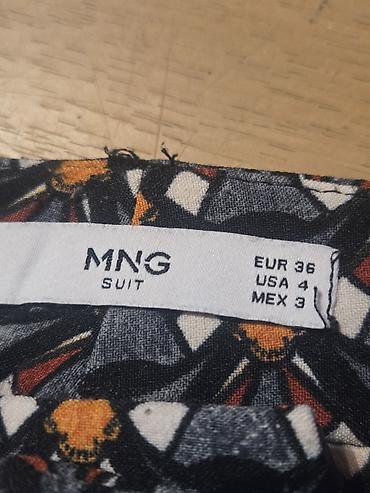 MNG
SUIT
EUR 36
USA 4
MEX 3